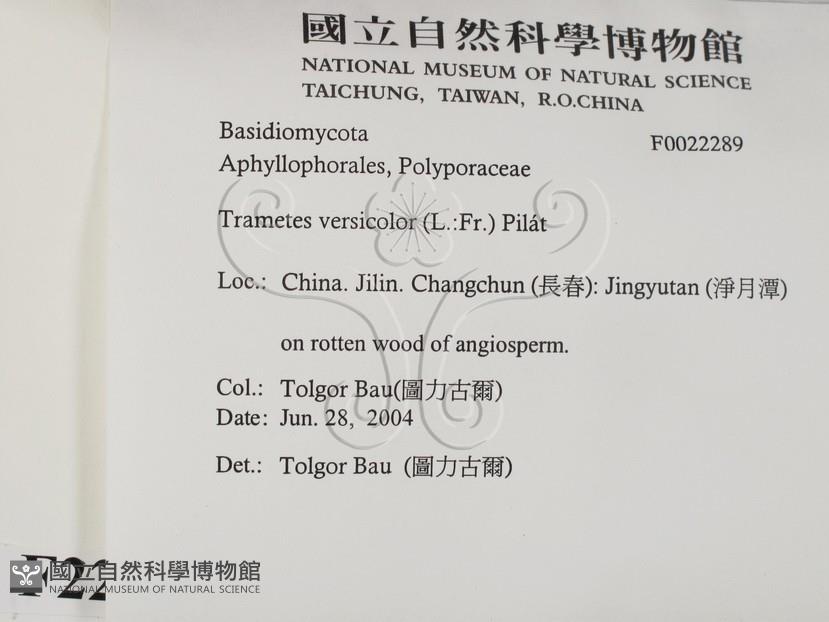 國立自然科學博物館
NATIONAL MUSEUM OF NATURAL SCIENCE
TAICHUNG, TAIWAN, R.O.CHINA
Basidiomycota F0022289
Aphyllophorales, Polyporaceae
Trametes versicolor (L.:Fr.) Pilát
Loc.: China. Jilin. Changchun (長春): Jingyutan (淨月潭)
on rotten wood of angiosperm.
Col.: Tolgor Bau(圖力古爾)
Date: Jun. 28, 2004
Det.: Tolgor Bau (圖力古爾)
國立自然科學博物館
NATIONAL MUSEUM OF NATURAL SCIENCE